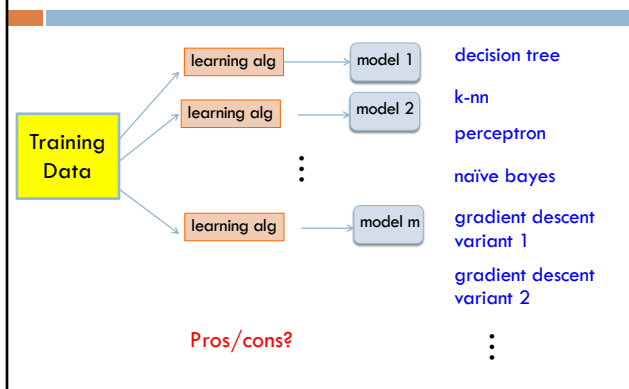 learning alg
model 1
decision tree
k-nn
learning alg
model 2
perceptron
Training
Data
⋮
naïve bayes
learning alg
model m
gradient descent
variant 1
gradient descent
variant 2
Pros/cons?
⋮